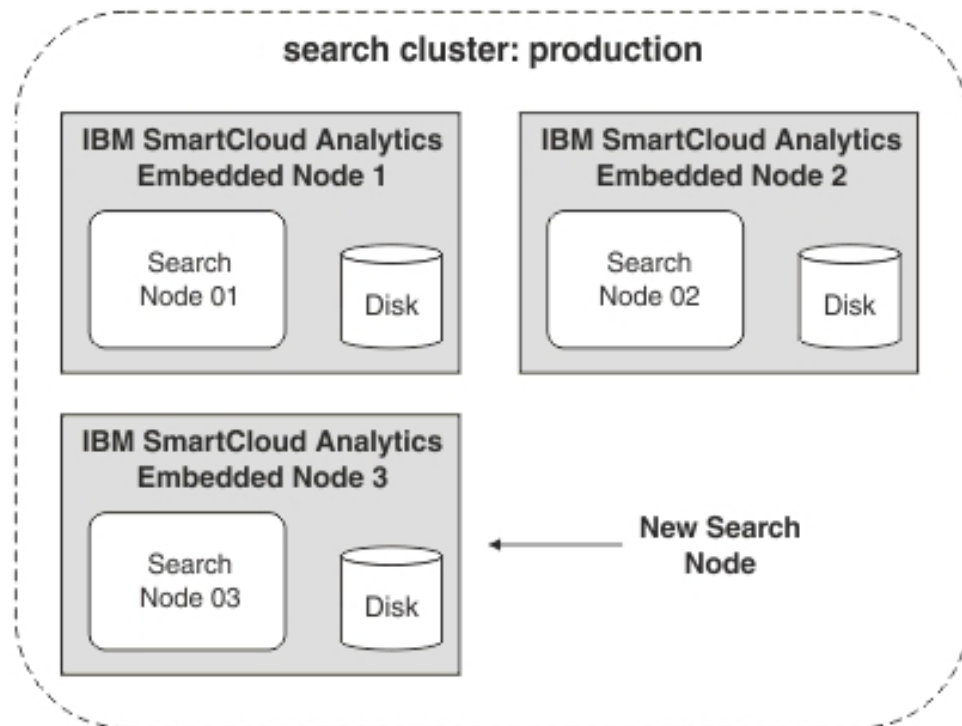 search cluster: production
IBM SmartCloud Analytics
Embedded Node 1
Search
Node 01
Disk
IBM SmartCloud Analytics
Embedded Node 2
Search
Node 02
Disk
IBM SmartCloud Analytics
Embedded Node 3
Search
Node 03
Disk
New Search
Node